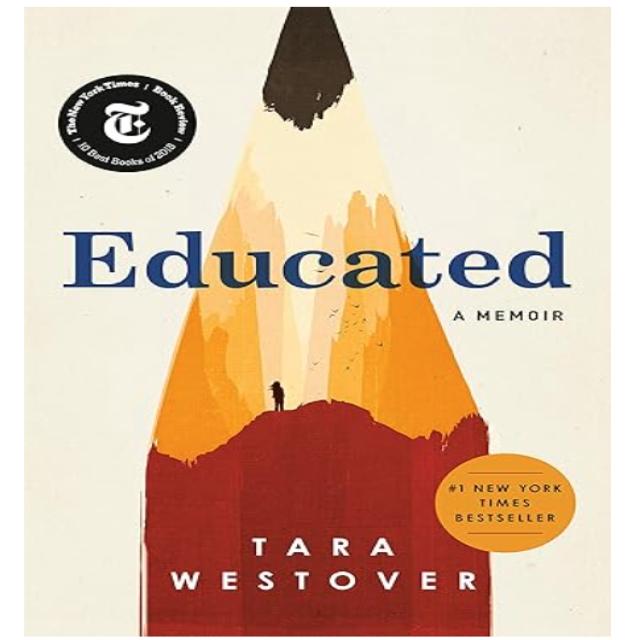 The New York Times | Book Review | 10 Best Books of 2018
T
Educated
A MEMOIR
#1 NEW YORK
TIMES
BESTSELLER
TARA
WESTOVER